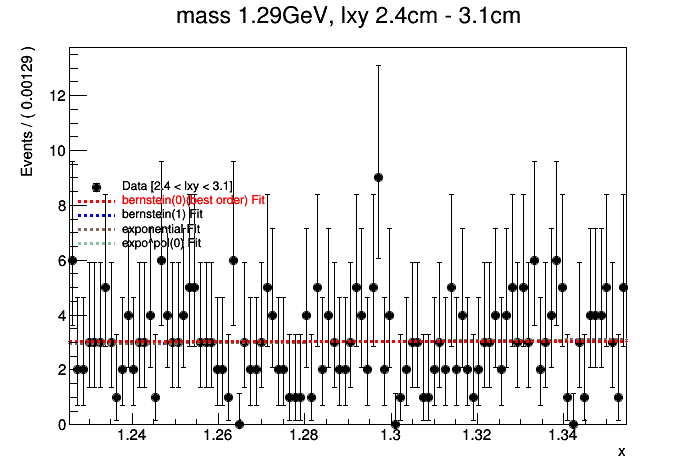 mass 1.29GeV, lxy 2.4cm - 3.1cm
Events / ( 0.00129 )
12
10
8
6
4
2
0
Data [2.4 < lxy < 3.1]
bernstein(0)(best order) Fit
bernstein(1) Fit
exponential Fit
expo*pol(0) Fit
1.24 1.26 1.28 1.3 1.32 1.34
x